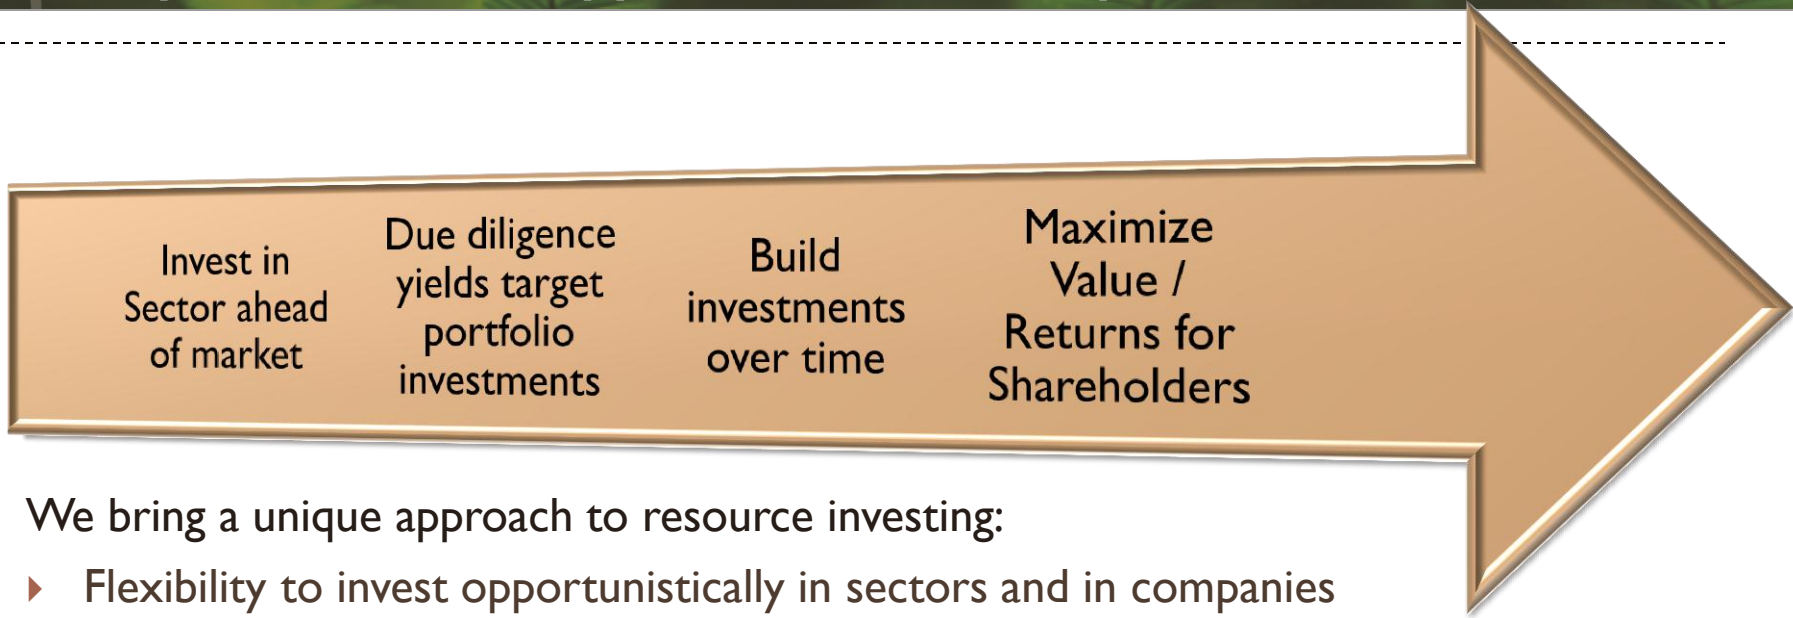 Invest in
Sector ahead
of market
Due diligence
yields target
portfolio
investments
Build
investments
over time
Maximize
Value /
Returns for
Shareholders
We bring a unique approach to resource investing:
Flexibility to invest opportunistically in sectors and in companies